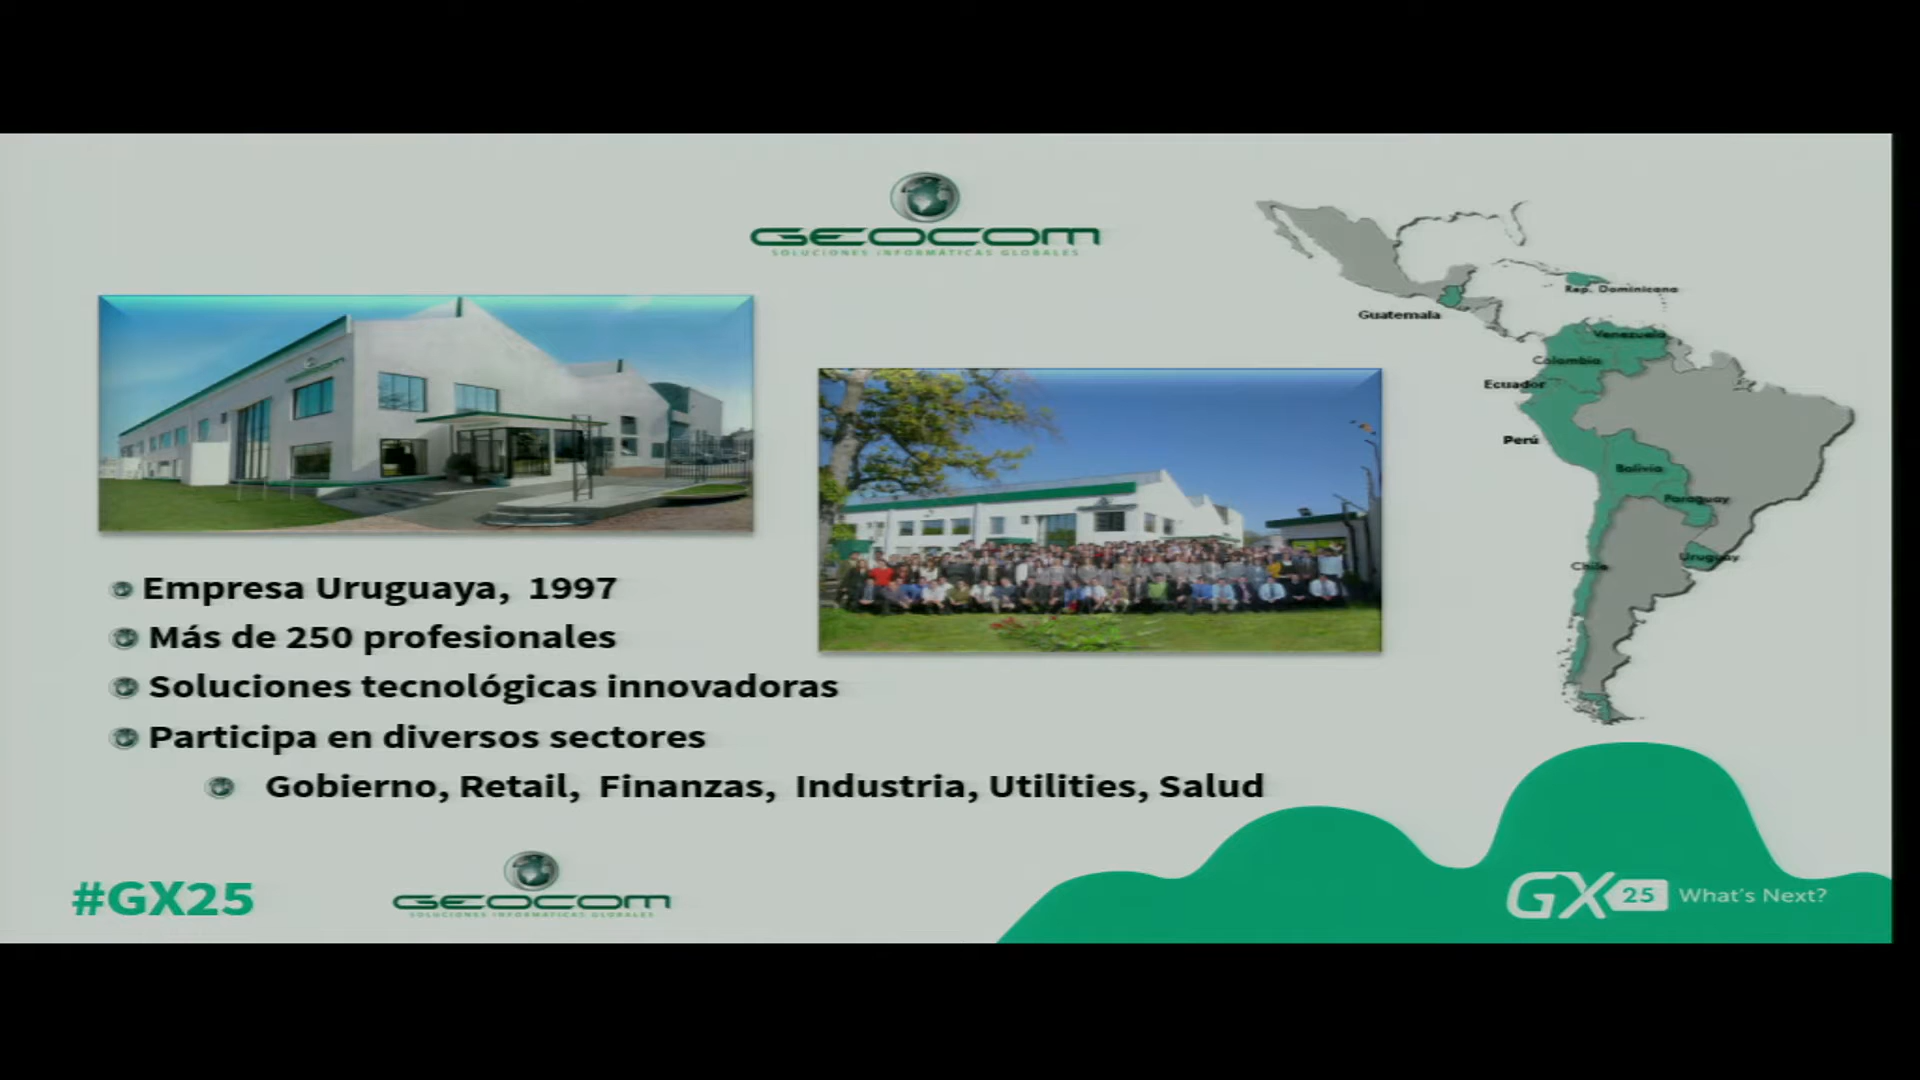 GEOCOM
SOLUCIONES INFORMÁTICAS GLOBALES
Rep. Dominicana
Guatemala
Venezuela
Colombia
Ecuador
Perú
Bolivia
Paraguay
Uruguay
Chile
Empresa Uruguaya, 1997
Más de 250 profesionales
Soluciones tecnológicas innovadoras
Participa en diversos sectores
Gobierno, Retail, Finanzas, Industria, Utilities, Salud
#GX25
GEOCOM
SOLUCIONES INFORMÁTICAS GLOBALES
GX 25 What's Next?